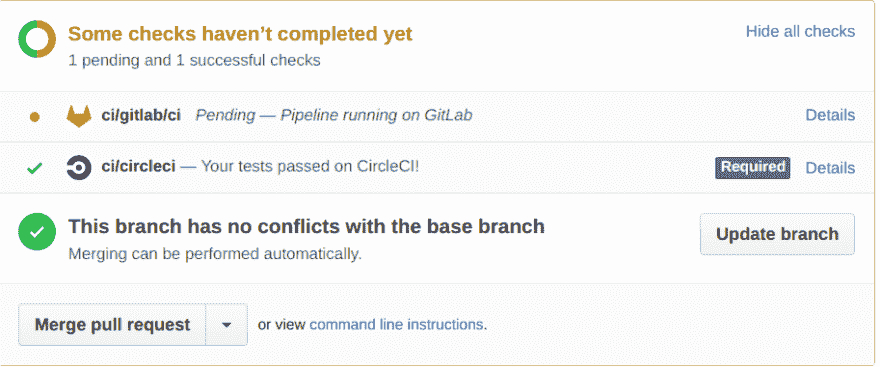 Some checks haven’t completed yet
Hide all checks
1 pending and 1 successful checks
ci/gitlab/ci Pending — Pipeline running on GitLab
Details
ci/circleci — Your tests passed on CircleCI!
Required
Details
This branch has no conflicts with the base branch
Update branch
Merging can be performed automatically.
Merge pull request
or view command line instructions.